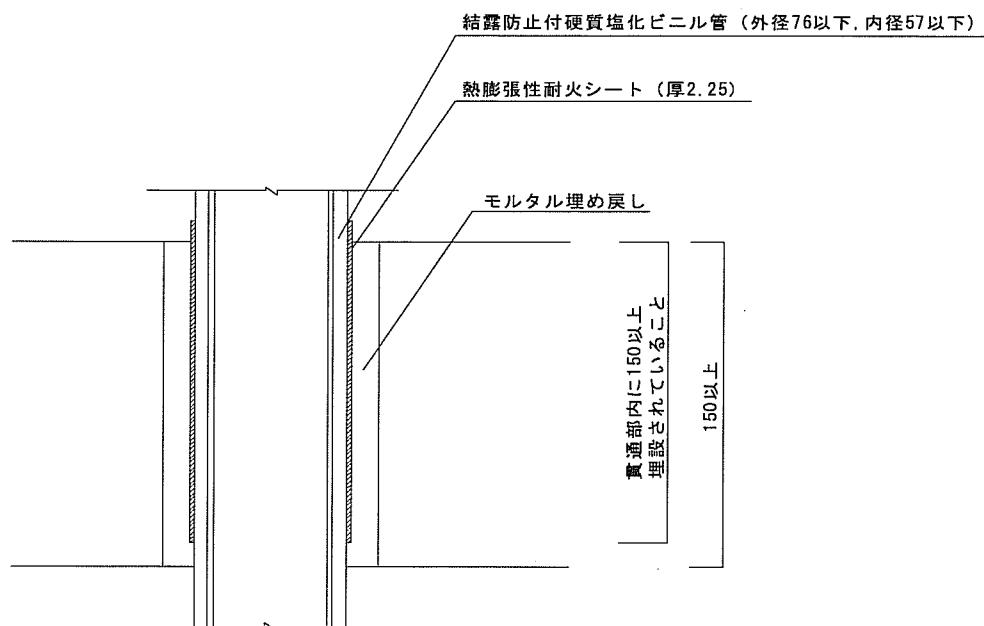 結露防止付硬質塩化ビニル管（外径76以下,内径57以下）
熱膨張性耐火シート（厚2.25）
モルタル埋め戻し
貫通部内に150以上
埋設されていること
150以上